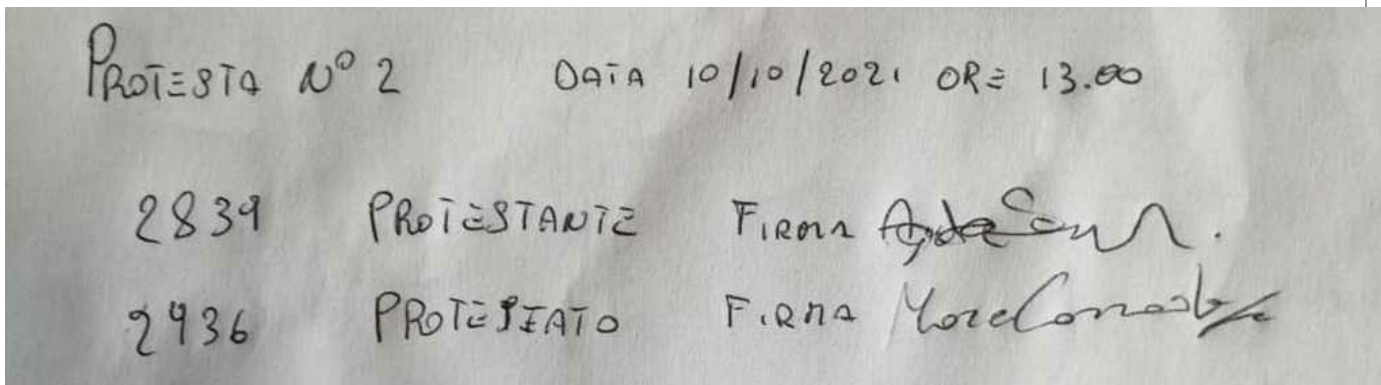 PROTESTA N° 2 DATA 10/10/2021 ORE 13.00
2839 PROTESTANTE FIRMA
2936 PROTESTATO FIRMA